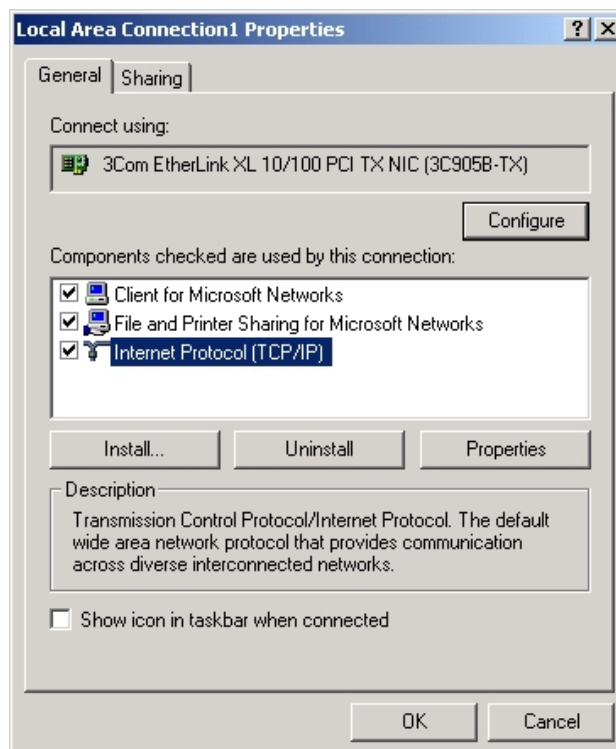 Local Area Connection1 Properties
General
Sharing
Connect using:
3Com EtherLink XL 10/100 PCI TX NIC (3C905B-TX)
Configure
Components checked are used by this connection:
Client for Microsoft Networks
File and Printer Sharing for Microsoft Networks
Internet Protocol (TCP/IP)
Install...
Uninstall
Properties
Description
Transmission Control Protocol/Internet Protocol. The default
wide area network protocol that provides communication
across diverse interconnected networks.
Show icon in taskbar when connected
OK
Cancel